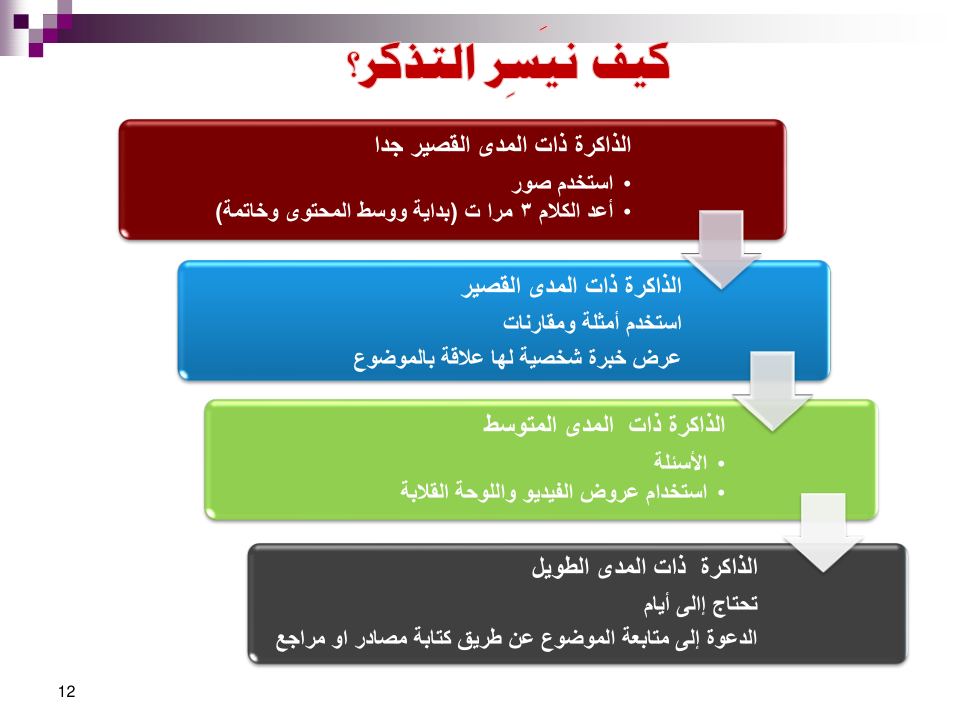 كيف نيَسِر التذكر؟
الذاكرة ذات المدى القصير جدا
• استخدم صور
• أعد الكلام ٣ مرا ت (بداية ووسط المحتوى وخاتمة)
الذاكرة ذات المدى القصير
استخدم أمثلة ومقارنات
عرض خبرة شخصية لها علاقة بالموضوع
الذاكرة ذات المدى المتوسط
• الأسئلة
• استخدام عروض الفيديو واللوحة القلابة
الذاكرة ذات المدى الطويل
تحتاج إالى أيام
الدعوة إلى متابعة الموضوع عن طريق كتابة مصادر او مراجع
12